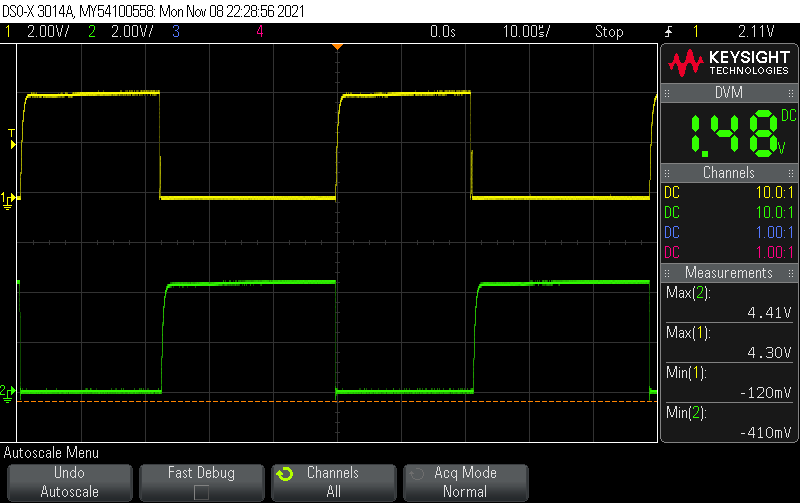 DSO-X 3014A, MY54100558: Mon Nov 08 22:28:56 2021
1 2.00V/ 2 2.00V/ 3 4 0.0s 10.00ms/ Stop 1 2.11V
KEYSIGHT
TECHNOLOGIES
DVM
DC
1.48
V
Channels
DC 10.0:1
DC 10.0:1
DC 1.00:1
DC 1.00:1
Measurements
Max(2):
4.41V
Max(1):
4.30V
Min(1):
-120mV
Min(2):
-410mV
T
1
2
Autoscale Menu
Undo
Autoscale
Fast Debug
Channels
All
Acq Mode
Normal